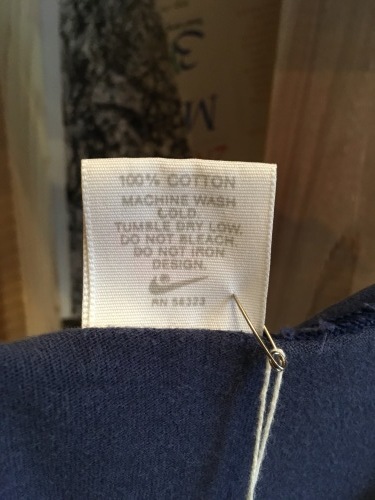 100% COTTON
MACHINE WASH
COLD.
TUMBLE DRY LOW.
DO NOT BLEACH.
DO NOT IRON
DESIGN.
RN 56323